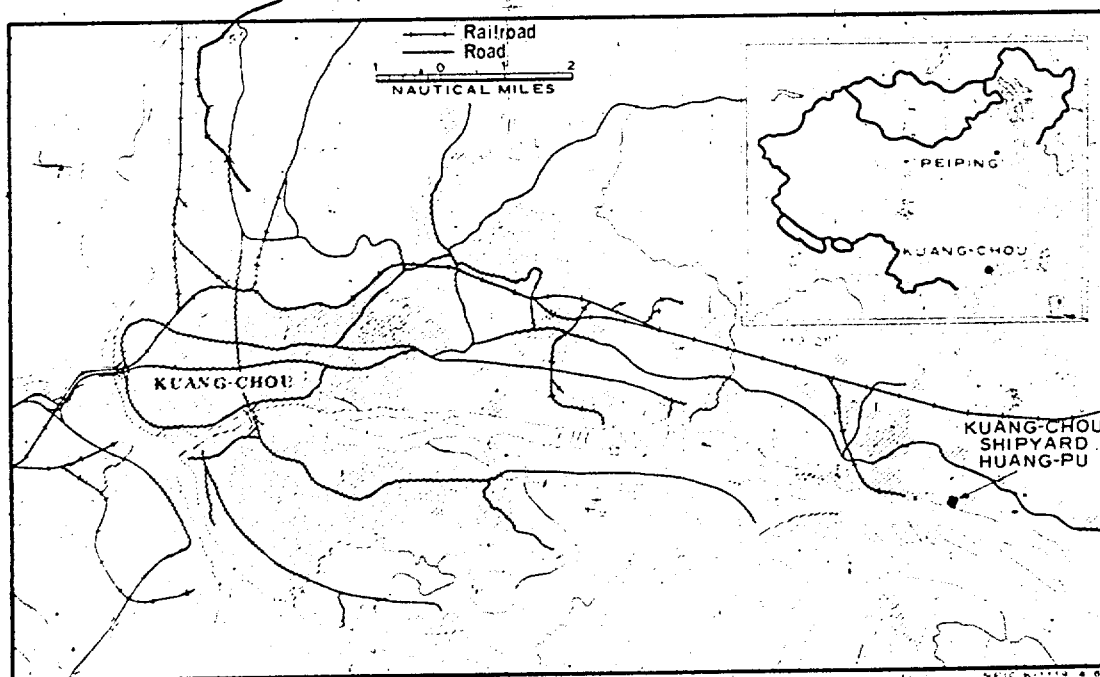 Railroad
Road
1 0 1 2
NAUTICAL MILES
PEIPING
KUANG-CHOU
KUANG-CHOU
KUANG-CHOU
SHIPYARD
HUANG-PU